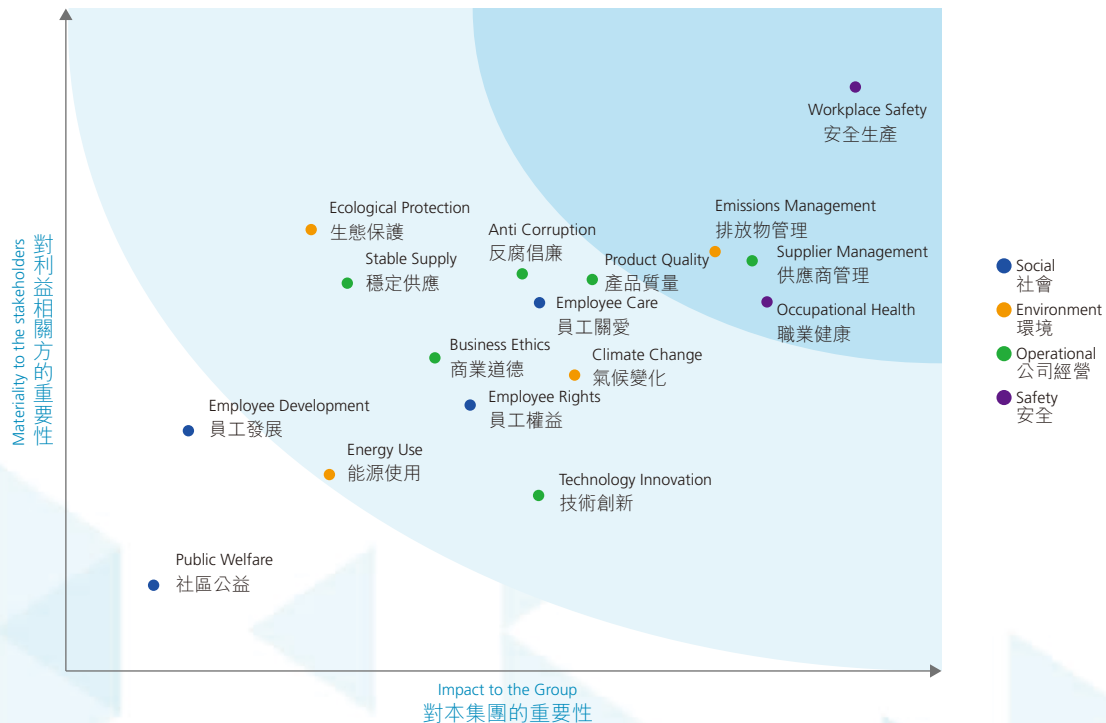 Materiality to the stakeholders
對利益相關方的重要性
Workplace Safety
安全生產
Ecological Protection
生態保護
Emissions Management
排放物管理
Anti Corruption
反腐倡廉
Stable Supply
穩定供應
Product Quality
產品質量
Supplier Management
供應商管理
Employee Care
員工關愛
Occupational Health
職業健康
Business Ethics
商業道德
Climate Change
氣候變化
Employee Rights
員工權益
Employee Development
員工發展
Energy Use
能源使用
Technology Innovation
技術創新
Public Welfare
社區公益
Social
社會
Environment
環境
Operational
公司經營
Safety
安全
Impact to the Group
對本集團的重要性